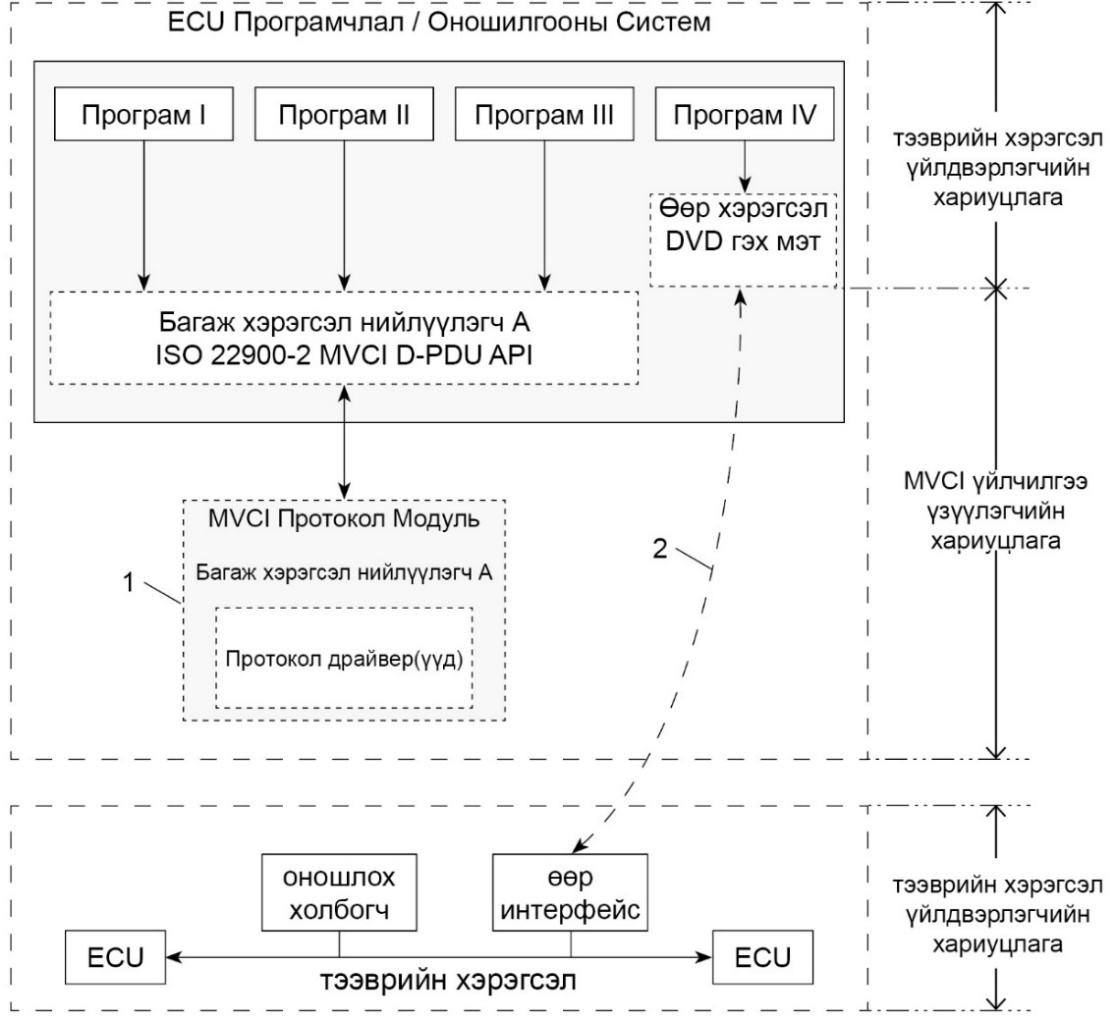 ECU Програмчлал / Оношилгооны Систем
Програм I
Програм II
Програм III
Програм IV
Өөр хэрэгсэл
DVD гэх мэт
Багаж хэрэгсэл нийлүүлэгч A
ISO 22900-2 MVCI D-PDU API
тээврийн хэрэгсэл
үйлдвэрлэгчийн
хариуцлага
MVCI Протокол Модуль
Багаж хэрэгсэл нийлүүлэгч A
Протокол драйвер(үүд)
1
2
MVCI үйлчилгээ
үзүүлэгчийн
хариуцлага
оношлох
холбогч
өөр
интерфейс
ECU
ECU
тээврийн хэрэгсэл
тээврийн хэрэгсэл
үйлдвэрлэгчийн
хариуцлага